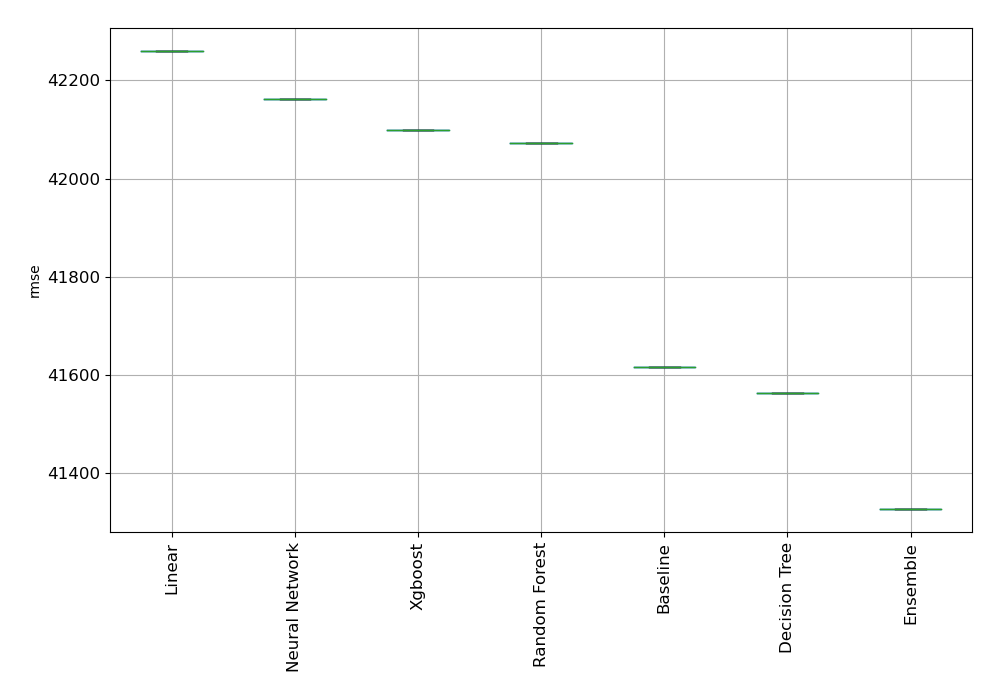 42200
42000
41800
41600
41400
rmse
Linear
Neural Network
Xgboost
Random Forest
Baseline
Decision Tree
Ensemble